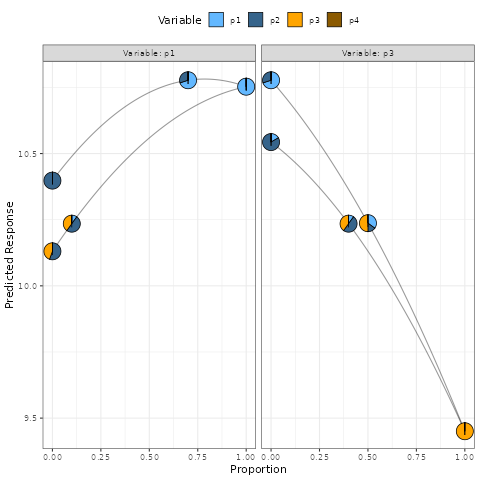 Variable p1 p2 p3 p4
Variable: p1 Variable: p3
Predicted Response
10.5
10.0
9.5
0.00 0.25 0.50 0.75 1.00 0.00 0.25 0.50 0.75 1.00
Proportion